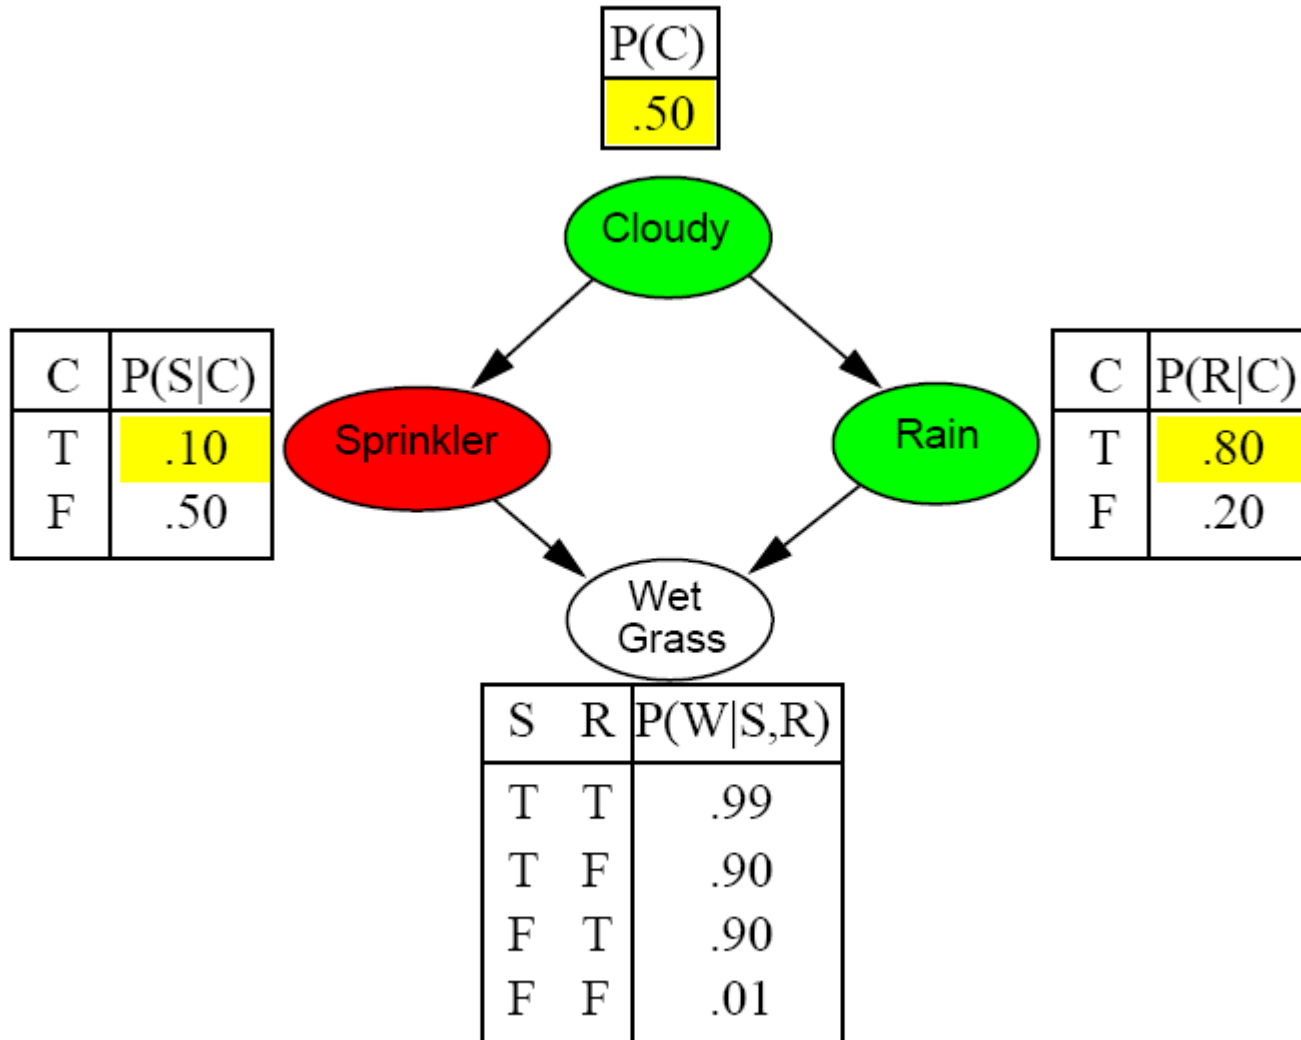 P(C)
.50
Cloudy
C P(S|C)
T .10
F .50
Sprinkler
Rain
C P(R|C)
T .80
F .20
Wet
Grass
S R P(W|S,R)
T T .99
T F .90
F T .90
F F .01